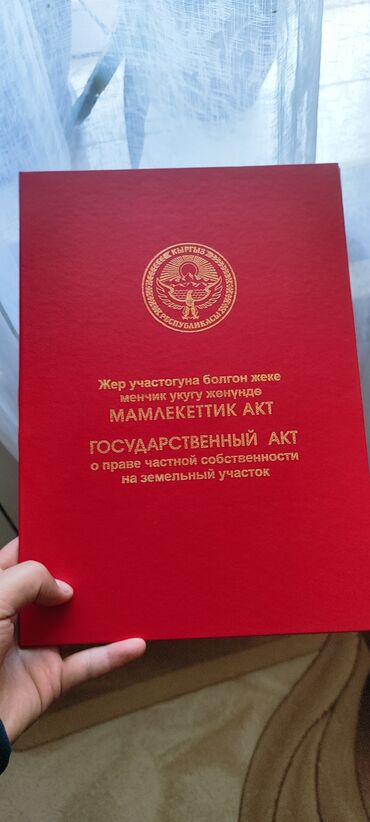 КЫРГЫЗ
РЕСПУБЛИКАСЫ
Жер участогуна болгон жеке
менчик укугу жөнүндө
МАМЛЕКЕТТИК АКТ
ГОСУДАРСТВЕННЫЙ АКТ
о праве частной собственности
на земельный участок